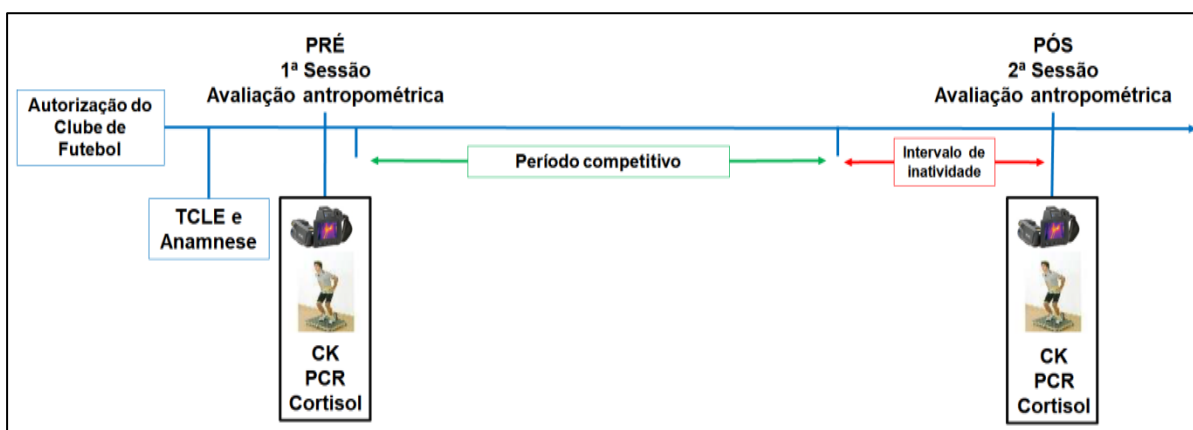 Autorização do
Clube de
Futebol
TCLE e
Anamnese
PRÉ
1ª Sessão
Avaliação antropométrica
CK
PCR
Cortisol
Período competitivo
Intervalo de
inatividade
PÓS
2ª Sessão
Avaliação antropométrica
CK
PCR
Cortisol